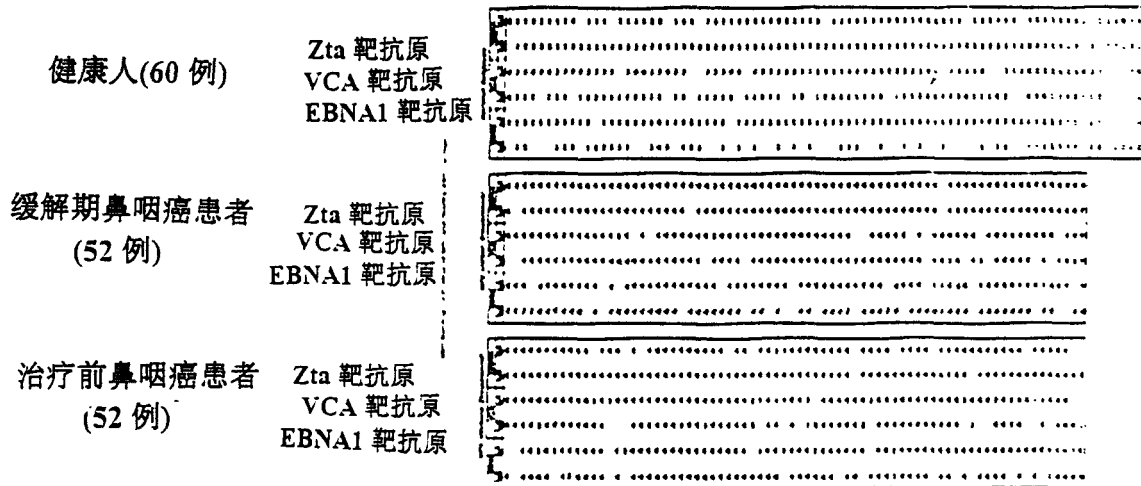 健康人(60 例)
Zta 靶抗原
VCA 靶抗原
EBNA1 靶抗原
缓解期鼻咽癌患者
(52 例)
Zta 靶抗原
VCA 靶抗原
EBNA1 靶抗原
治疗前鼻咽癌患者
(52 例)
Zta 靶抗原
VCA 靶抗原
EBNA1 靶抗原